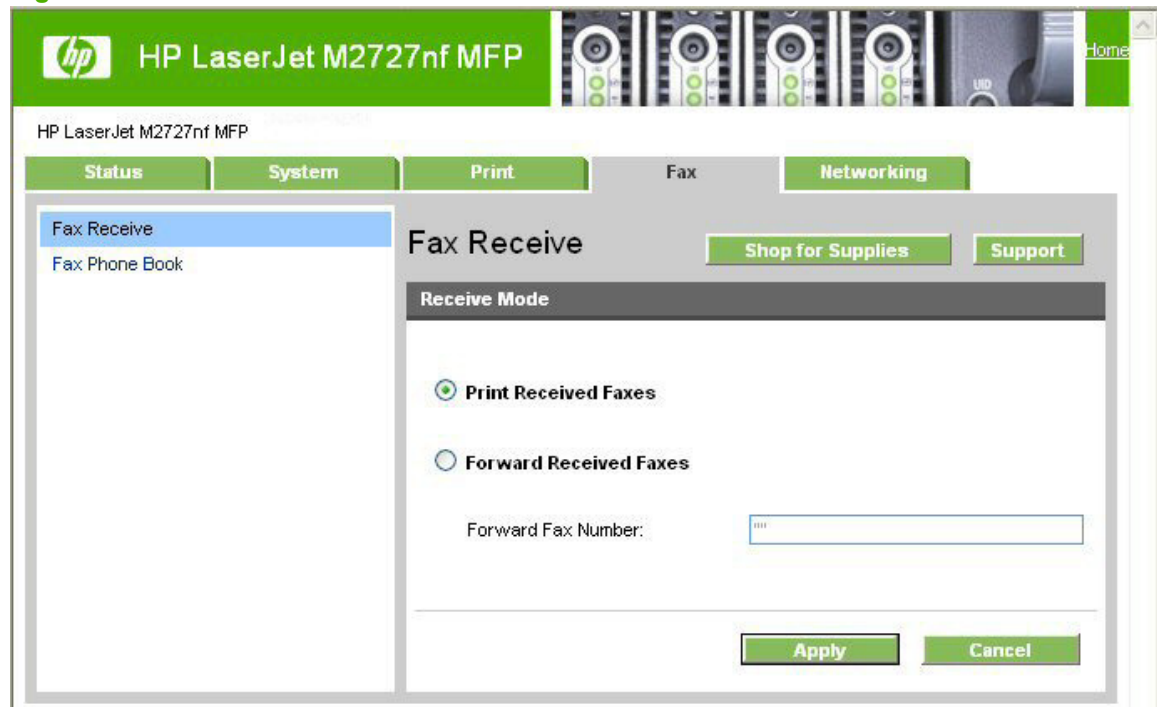 hp HP LaserJet M2727nf MFP UID Home
HP LaserJet M2727nf MFP
Status System Print Fax Networking
Fax Receive
Fax Phone Book
Fax Receive Shop for Supplies Support
Receive Mode
Print Received Faxes
Forward Received Faxes
Forward Fax Number: ""
Apply Cancel